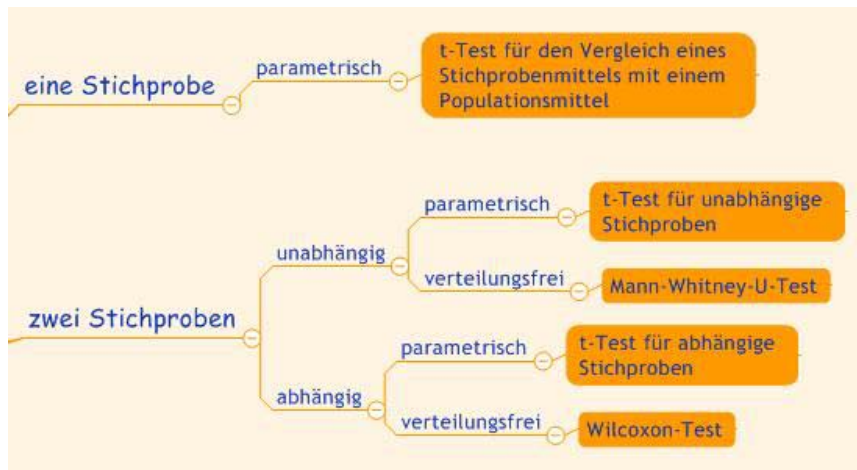 eine Stichprobe
parametrisch
t-Test für den Vergleich eines
Stichprobenmittels mit einem
Populationsmittel
zwei Stichproben
unabhängig
parametrisch
t-Test für unabhängige
Stichproben
verteilungsfrei
Mann-Whitney-U-Test
abhängig
parametrisch
t-Test für abhängige
Stichproben
verteilungsfrei
Wilcoxon-Test